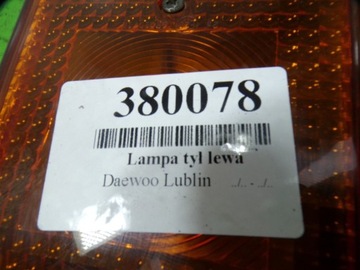 380078
Lampa tył lewa
Daewoo Lublin ../.. - ../..